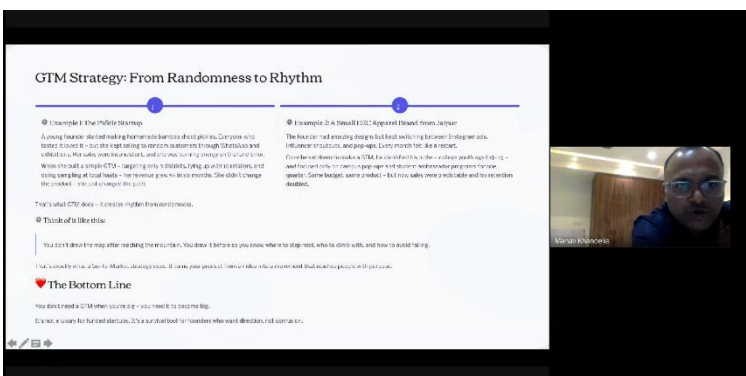 GTM Strategy: From Randomness to Rhythm
1
2
Example 1: The Pickle Startup
A young founder started making homemade bamboo shoot pickles. Everyone who
tasted it loved it – but she kept selling to random customers through WhatsApp and
exhibitions. Her sales were inconsistent, and she was burning energy on trial and error.
When she built a simple GTM – targeting only districts, tying up with retailers, and
doing sampling at local – her revenue grew in six months. She didn't change
the product – she just changed the path.
Example 2: A Small D2C Apparel Brand from Jaipur
The founder had amazing designs but kept switching between Instagram ads,
influencer shoutouts, and pop-ups. Every month felt like a restart.
Once he sat down to make a GTM, he identified his niche – college youth aged –
and focused only on campus pop-ups and student ambassador programs for one
quarter. Same budget, same product – but now sales were predictable and his retention
doubled.
That's what GTM does – it creates rhythm from randomness.
Think of it like this:
You don't draw the map after reaching the mountain. You draw it before so you know where to step next, who to climb with, and how to avoid falling.
That's exactly what a Go-To-Market strategy does. It turns your product from an idea into a movement that reaches people with purpose.
The Bottom Line
You don't need a GTM when you're big – you need it to become big.
It's not a luxury for funded startups. It's a survival tool for founders who want direction, not confusion.
Manav Khandelia